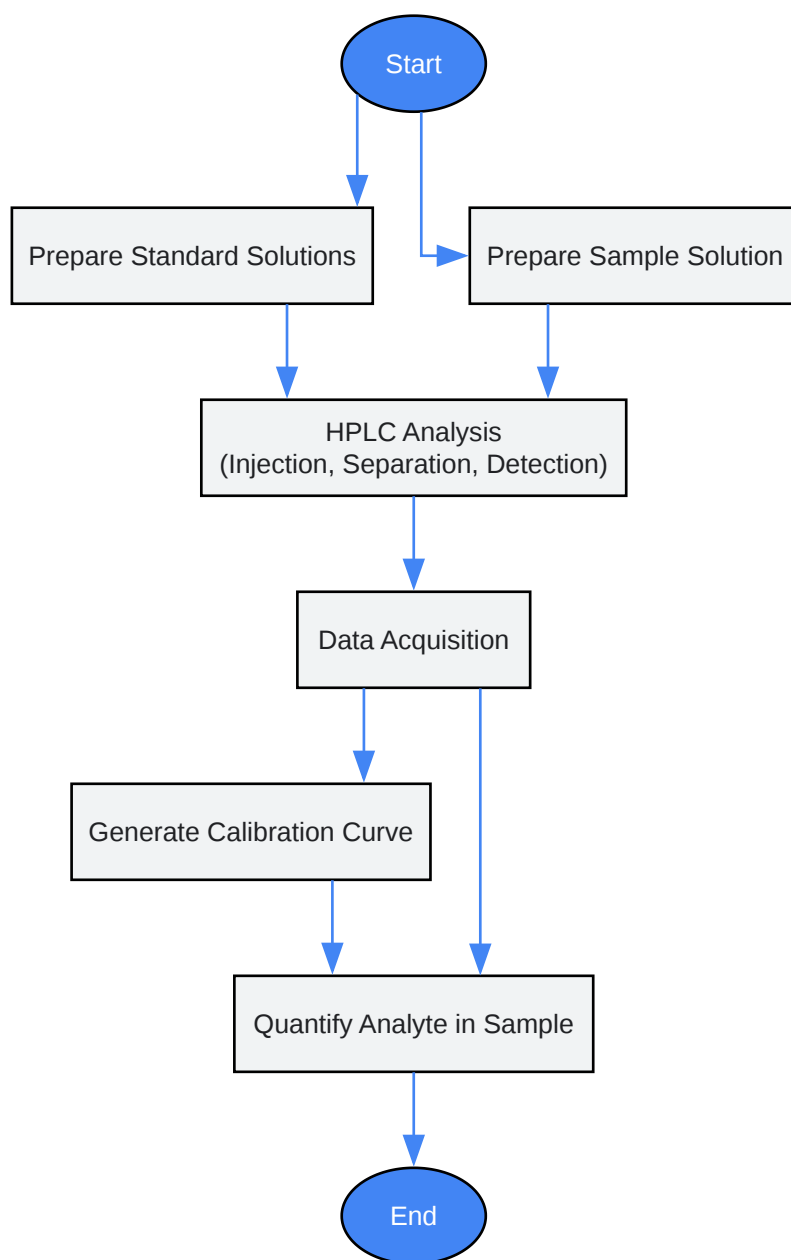 Start
Prepare Standard Solutions
Prepare Sample Solution
HPLC Analysis
(Injection, Separation, Detection)
Data Acquisition
Generate Calibration Curve
Quantify Analyte in Sample
End